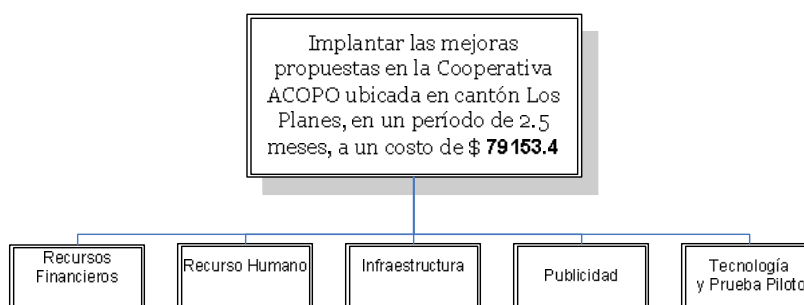 Implantar las mejoras
propuestas en la Cooperativa
ACOPO ubicada en cantón Los
Planes, en un período de 2.5
meses, a un costo de $ 79153.4
Recursos
Financieros
Recurso Humano
Infraestructura
Publicidad
Tecnología
y Prueba Piloto